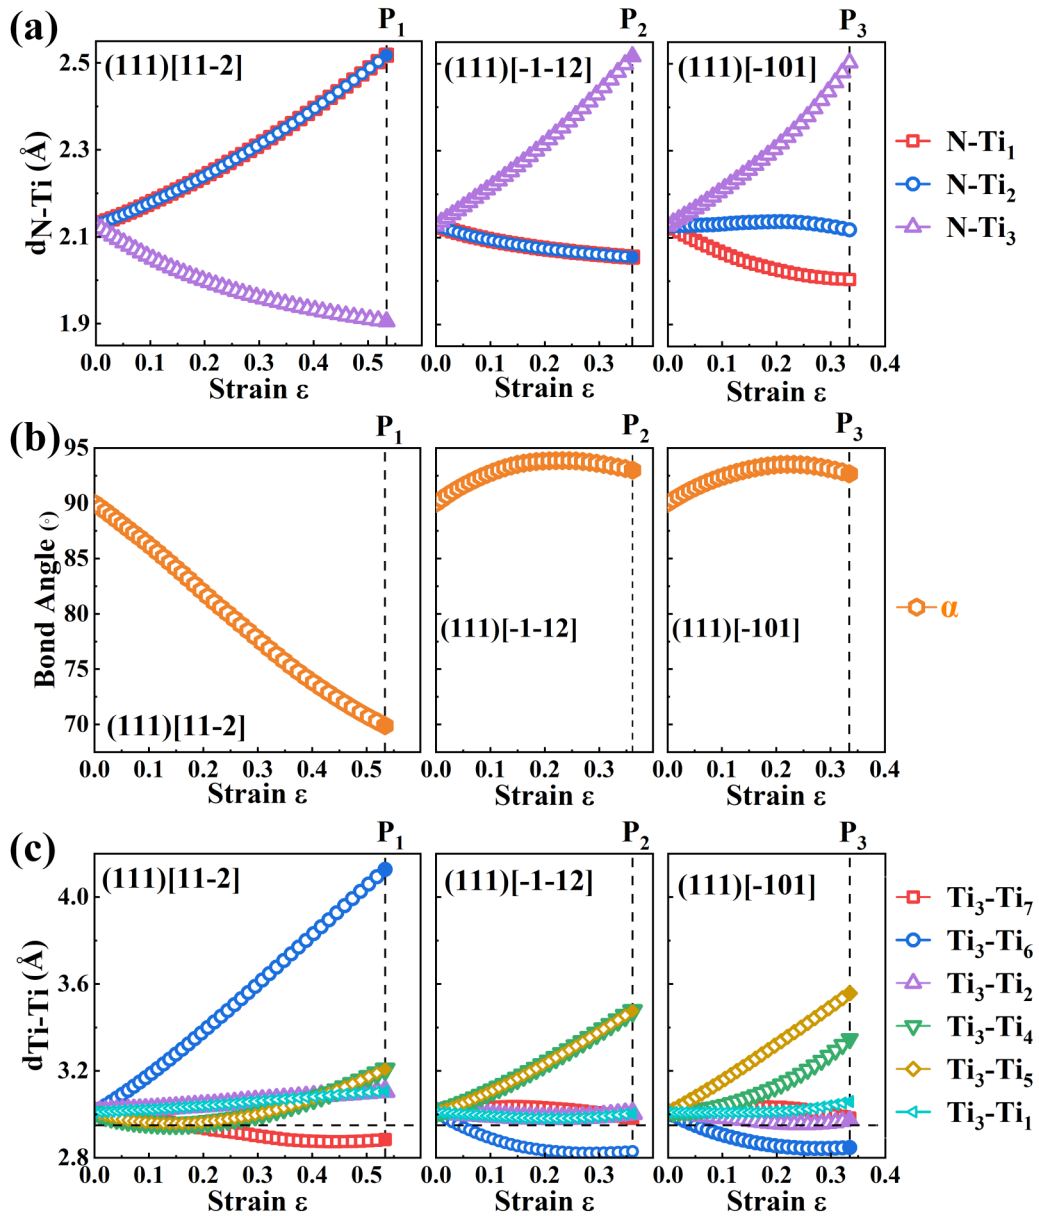 (a)
P1 P2 P3
(111)[11-2] (111)[-1-12] (111)[-101]
2.5
2.3
2.1
1.9
dN-Ti (Å)
N-Ti1
N-Ti2
N-Ti3
0.0 0.1 0.2 0.3 0.4 0.5 0.0 0.1 0.2 0.3 0.0 0.1 0.2 0.3 0.4
Strain ε Strain ε Strain ε
(b)
P1 P2 P3
95
90
85
80
75
70
Bond Angle (○)
(111)[11-2] (111)[-1-12] (111)[-101]
α
0.0 0.1 0.2 0.3 0.4 0.5 0.0 0.1 0.2 0.3 0.0 0.1 0.2 0.3 0.4
Strain ε Strain ε Strain ε
(c)
P1 P2 P3
(111)[11-2] (111)[-1-12] (111)[-101]
4.0
3.6
3.2
2.8
dTi-Ti (Å)
Ti3-Ti7
Ti3-Ti6
Ti3-Ti2
Ti3-Ti4
Ti3-Ti5
Ti3-Ti1
0.0 0.1 0.2 0.3 0.4 0.5 0.0 0.1 0.2 0.3 0.0 0.1 0.2 0.3 0.4
Strain ε Strain ε Strain ε